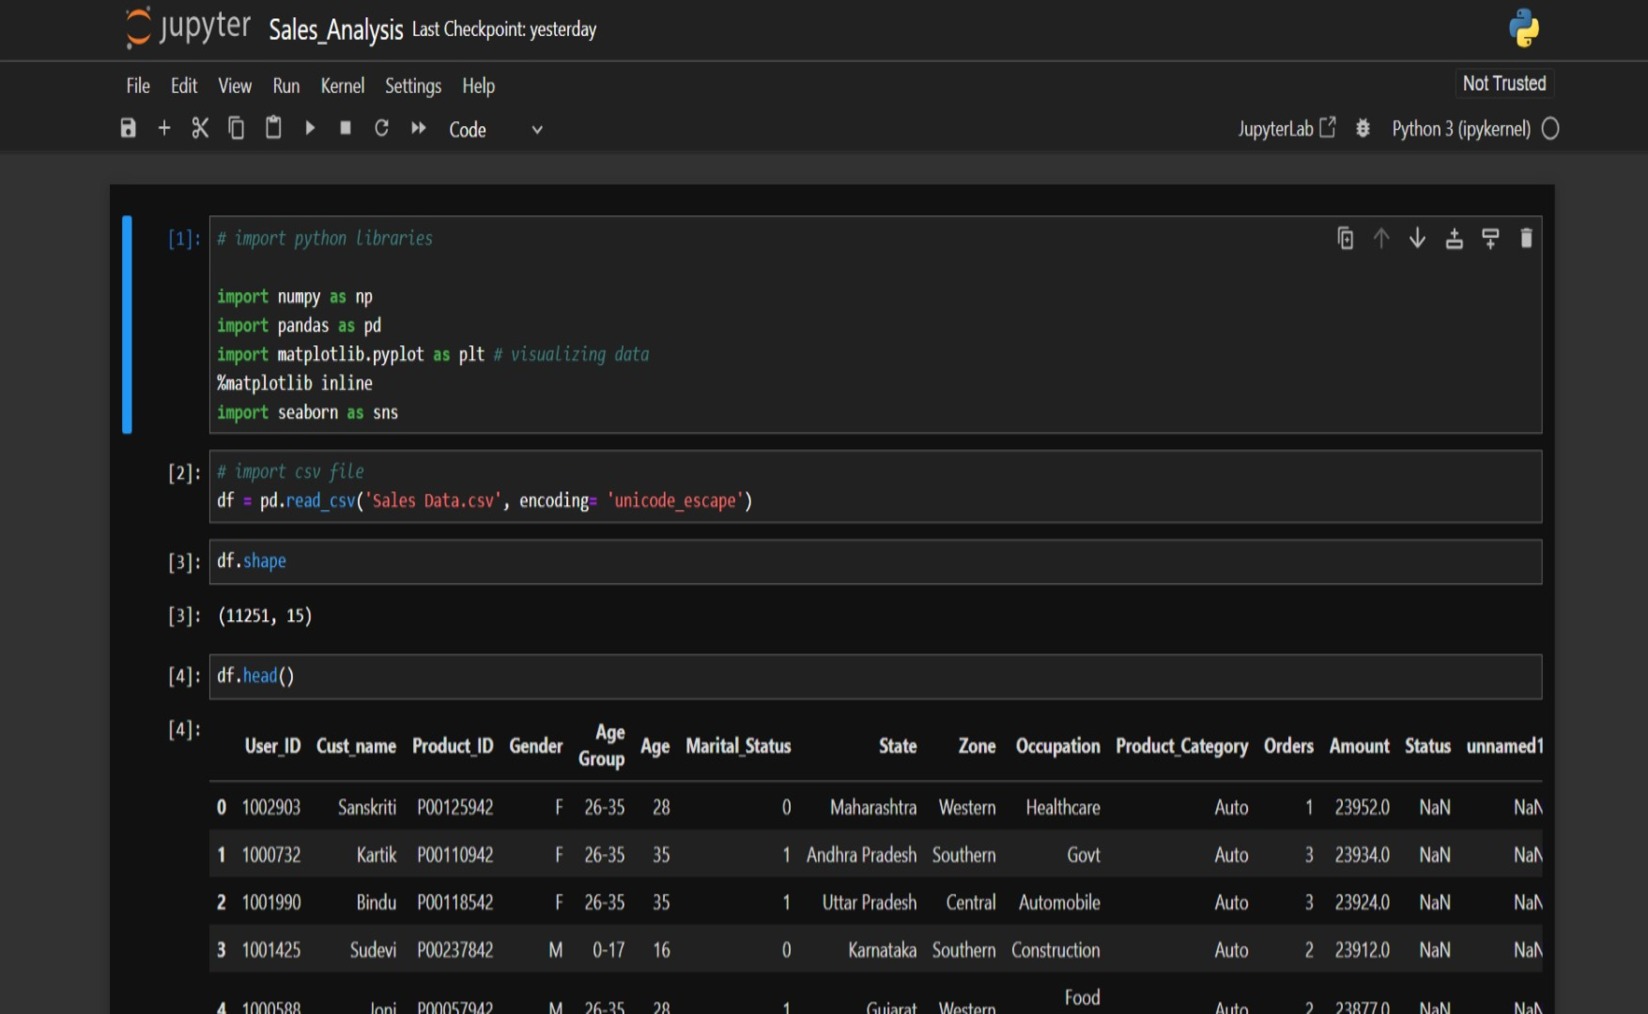 jupyter Sales_Analysis Last Checkpoint: yesterday
File Edit View Run Kernel Settings Help
Not Trusted
Code
JupyterLab Python 3 (ipykernel)
[1]: # import python libraries
import numpy as np
import pandas as pd
import matplotlib.pyplot as plt # visualizing data
%matplotlib inline
import seaborn as sns
[2]: # import csv file
df = pd.read_csv('Sales Data.csv', encoding= 'unicode_escape')
[3]: df.shape
[3]: (11251, 15)
[4]: df.head()
[4]:
User_ID Cust_name Product_ID Gender Age Group Age Marital_Status State Zone Occupation Product_Category Orders Amount Status unnamed1
0 1002903 Sanskriti P00125942 F 26-35 28 0 Maharashtra Western Healthcare Auto 1 23952.0 NaN NaN
1 1000732 Kartik P00110942 F 26-35 35 1 Andhra Pradesh Southern Govt Auto 3 23934.0 NaN NaN
2 1001990 Bindu P00118542 F 26-35 35 1 Uttar Pradesh Central Automobile Auto 3 23924.0 NaN NaN
3 1001425 Sudevi P00237842 M 0-17 16 0 Karnataka Southern Construction Auto 2 23912.0 NaN NaN
4 1000588 Joni P00057942 M 26-35 28 1 Gujarat Western Food Auto 2 23877.0 NaN NaN